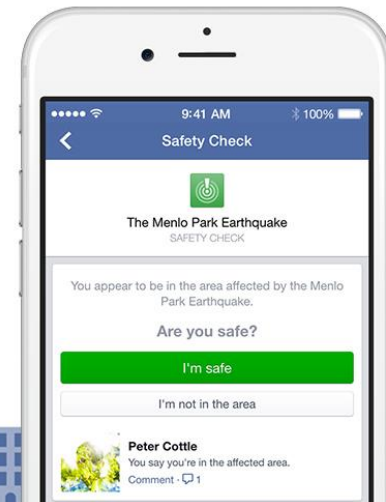 9:41 AM
100%
Safety Check
The Menlo Park Earthquake
SAFETY CHECK
You appear to be in the area affected by the Menlo
Park Earthquake.
Are you safe?
I'm safe
I'm not in the area
Peter Cottle
You say you're in the affected area.
Comment · 1